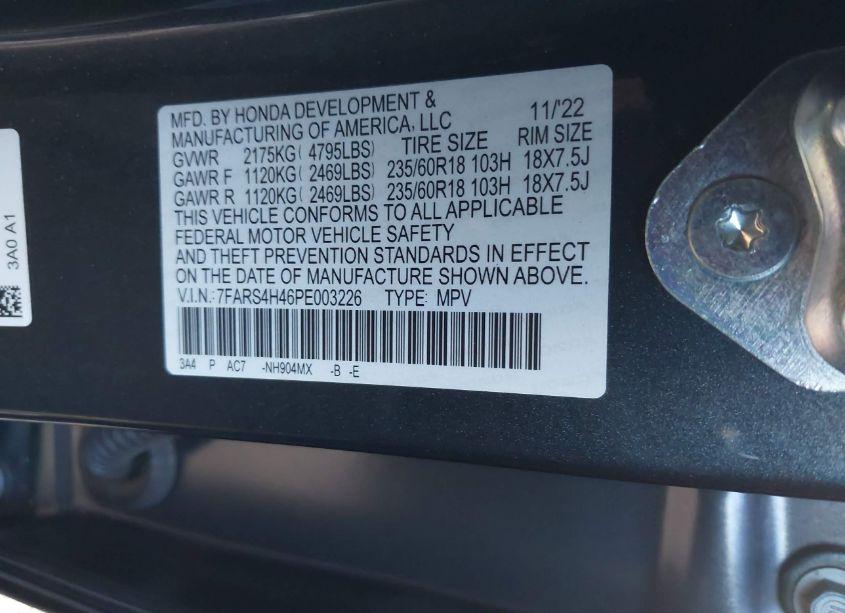 MFD. BY HONDA DEVELOPMENT &
MANUFACTURING OF AMERICA, LLC 11/'22
TIRE SIZE RIM SIZE
GVWR 2175KG( 4795LBS)
GAWR F 1120KG( 2469LBS) 235/60R18 103H 18X7.5J
GAWR R 1120KG( 2469LBS) 235/60R18 103H 18X7.5J
THIS VEHICLE CONFORMS TO ALL APPLICABLE
FEDERAL MOTOR VEHICLE SAFETY
AND THEFT PREVENTION STANDARDS IN EFFECT
ON THE DATE OF MANUFACTURE SHOWN ABOVE.
V.I.N.:7FARS4H46PE003226 TYPE: MPV
3A4 P AC7 -NH904MX -B -E
3A0 A1